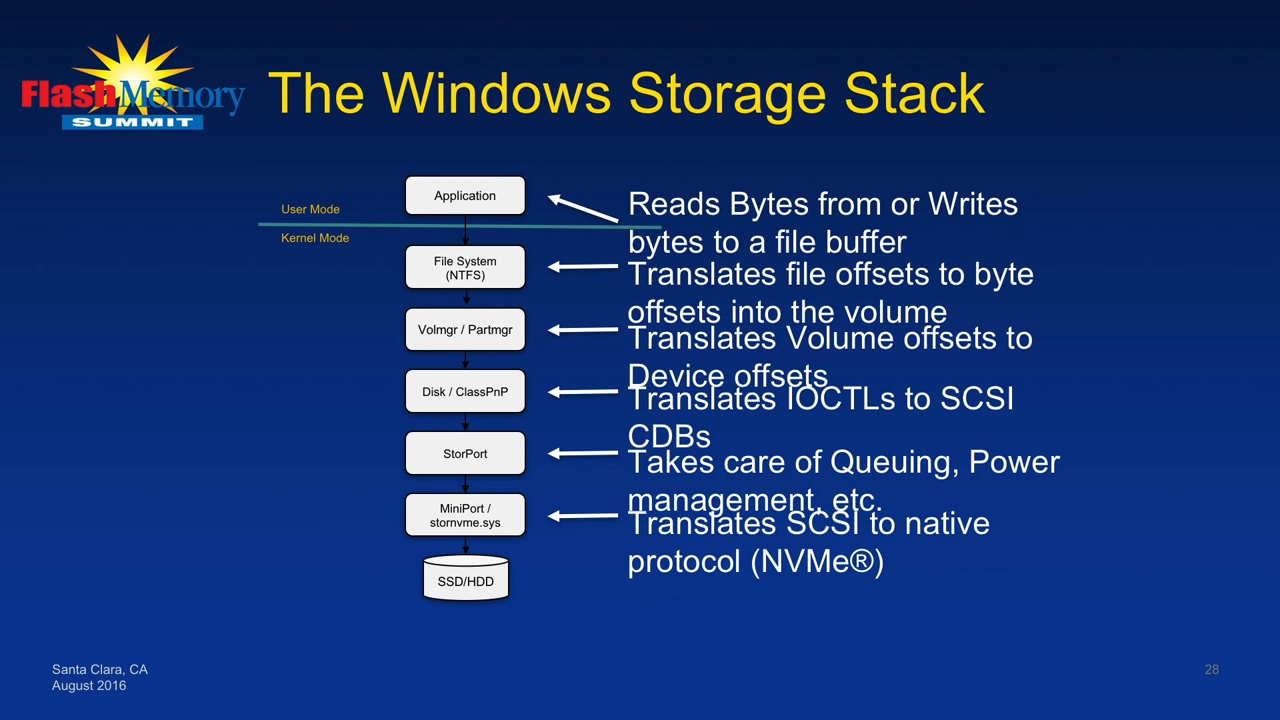 FlashMemory
SUMMIT
The Windows Storage Stack
User Mode
Kernel Mode
Application
File System
(NTFS)
Volmgr / Partmgr
Disk / ClassPnP
StorPort
MiniPort /
stornvme.sys
SSD/HDD
Reads Bytes from or Writes
bytes to a file buffer
Translates file offsets to byte
offsets into the volume
Translates Volume offsets to
Device offsets
Translates IOCTLs to SCSI
CDBs
Takes care of Queuing, Power
management, etc.
Translates SCSI to native
protocol (NVMe®)
Santa Clara, CA
August 2016
28